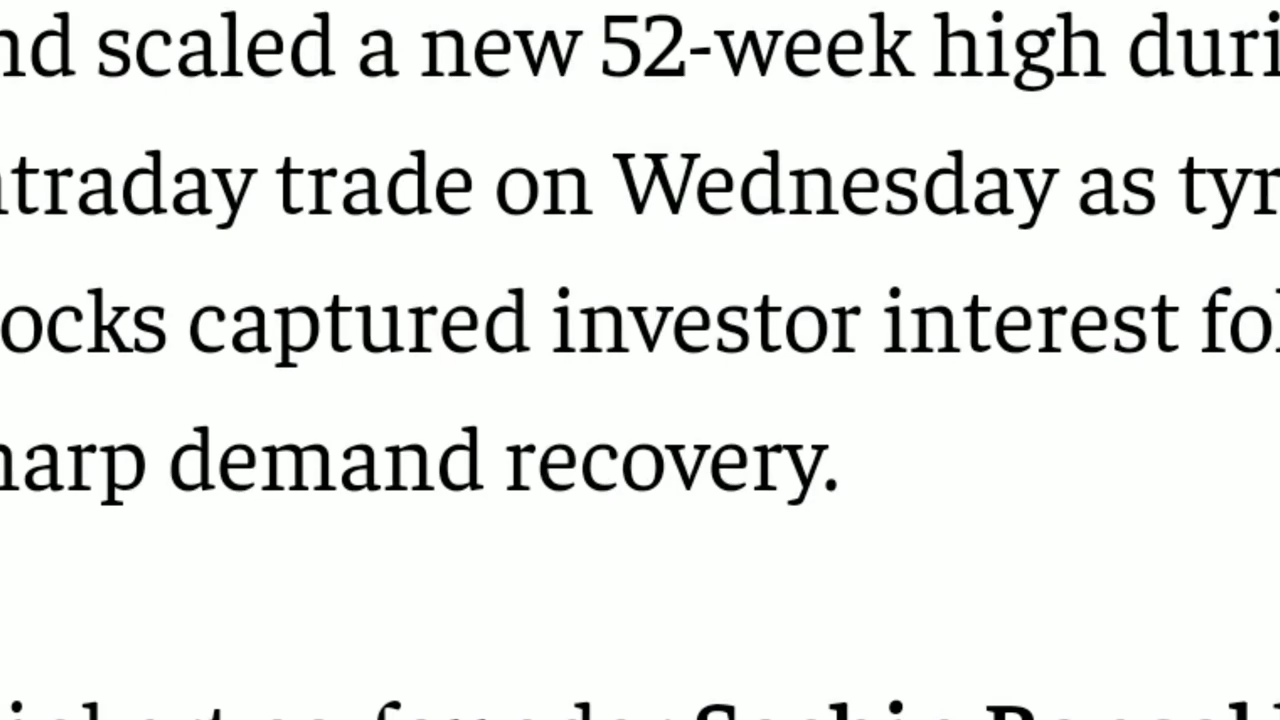 nd scaled a new 52-week high duri
ntraday trade on Wednesday as tyr
ocks captured investor interest fol
harp demand recovery.